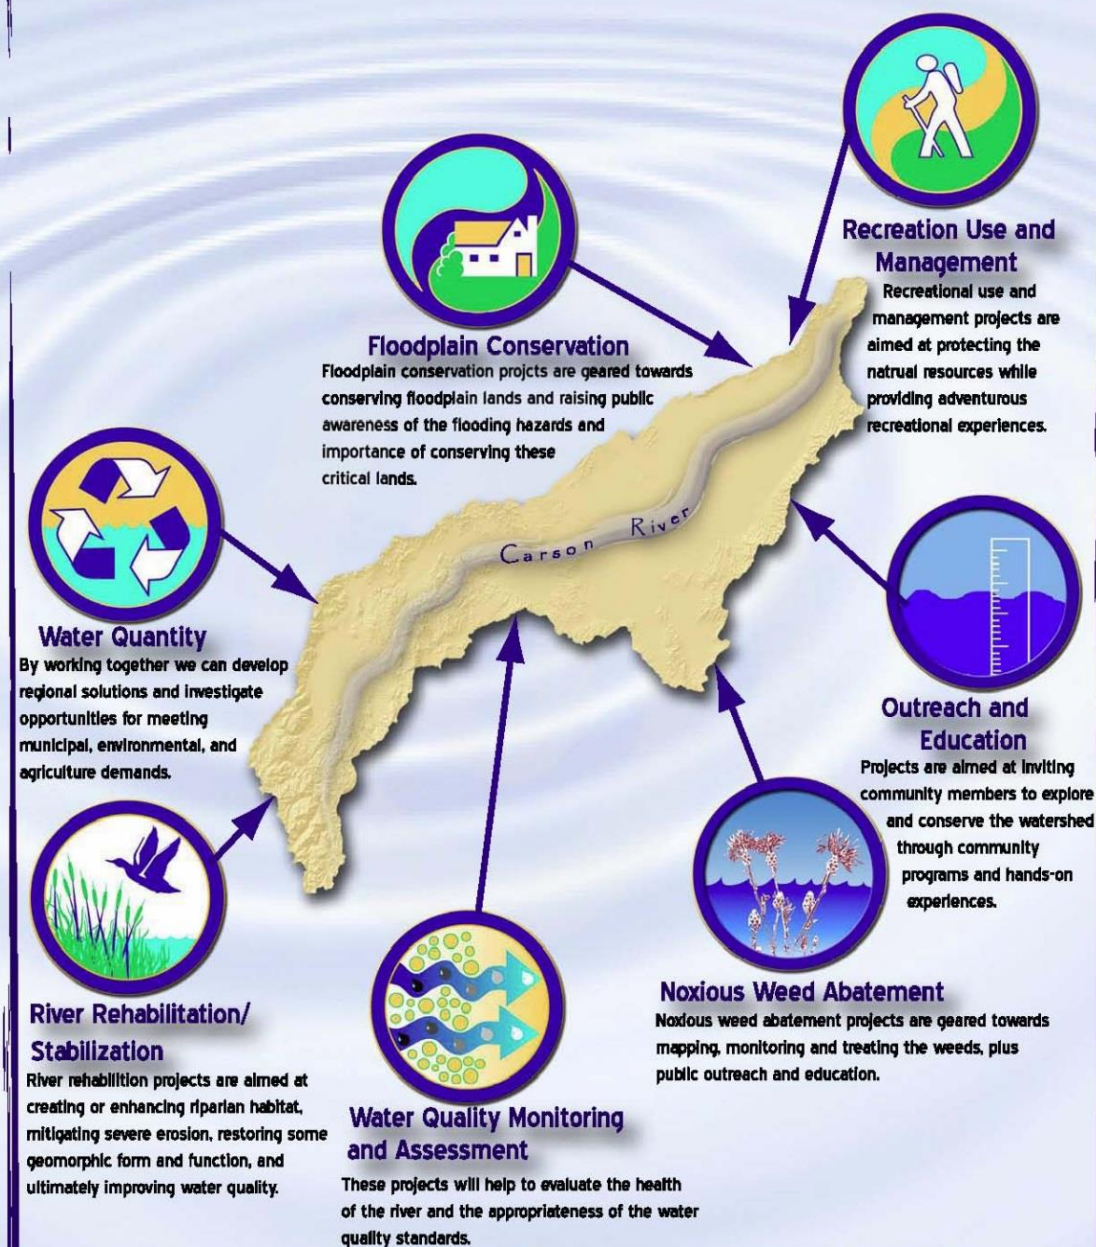 Recreation Use and
Management
Recreational use and
management projects are
aimed at protecting the
natrual resources while
providing adventurous
recreational experiences.
Floodplain Conservation
Floodplain conservation projcts are geared towards
conserving floodplain lands and raising public
awareness of the flooding hazards and
importance of conserving these
critical lands.
Carson River
Water Quantity
By working together we can develop
regional solutions and investigate
opportunities for meeting
municipal, environmental, and
agriculture demands.
Outreach and
Education
Projects are aimed at inviting
community members to explore
and conserve the watershed
through community
programs and hands-on
experiences.
River Rehabilitation/
Stabilization
River rehabilition projects are aimed at
creating or enhancing riparian habitat,
mitigating severe erosion, restoring some
geomorphic form and function, and
ultimately improving water quality.
Noxious Weed Abatement
Noxious weed abatement projects are geared towards
mapping, monitoring and treating the weeds, plus
public outreach and education.
Water Quality Monitoring
and Assessment
These projects will help to evaluate the health
of the river and the appropriateness of the water
quality standards.